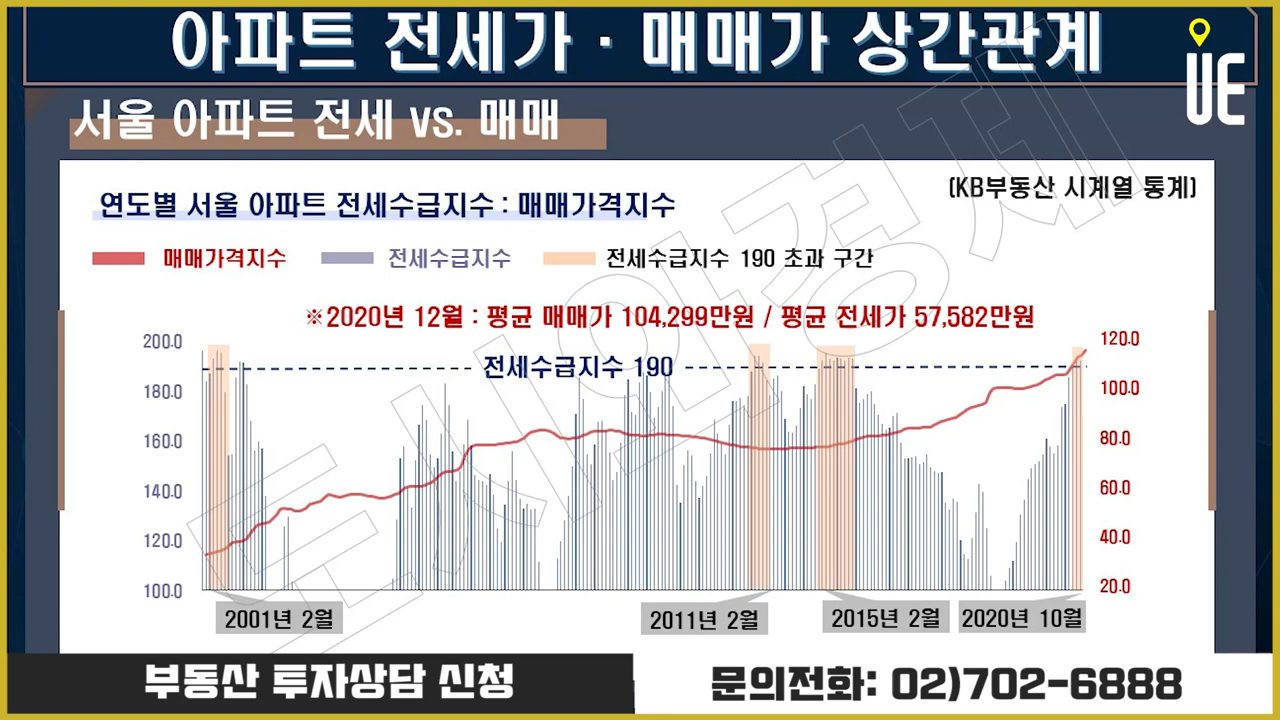 아파트 전세가 · 매매가 상간관계
UE
서울 아파트 전세 vs. 매매
(KB부동산 시계열 통계)
연도별 서울 아파트 전세수급지수 : 매매가격지수
매매가격지수 전세수급지수 전세수급지수 190 초과 구간
※2020년 12월 : 평균 매매가 104,299만원 / 평균 전세가 57,582만원
전세수급지수 190
200.0
180.0
160.0
140.0
120.0
100.0
120.0
100.0
80.0
60.0
40.0
20.0
2001년 2월
2011년 2월
2015년 2월
2020년 10월
도시와경제
부동산 투자상담 신청
문의전화: 02)702-6888